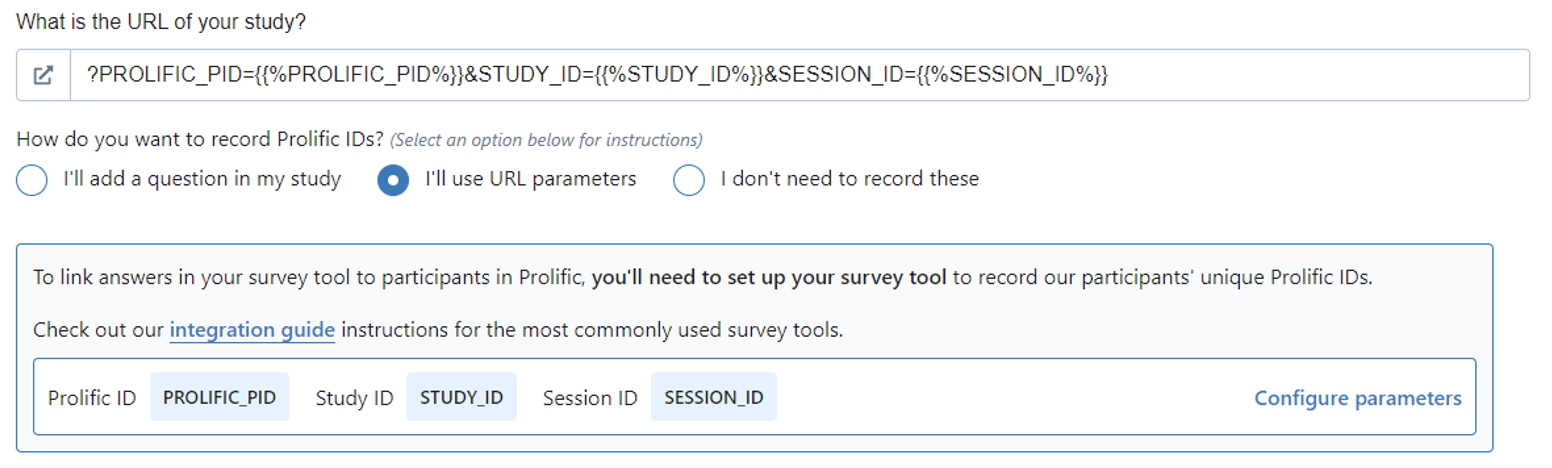 What is the URL of your study?
?PROLIFIC_PID={{%PROLIFIC_PID%}}&STUDY_ID={{%STUDY_ID%}}&SESSION_ID={{%SESSION_ID%}}
How do you want to record Prolific IDs? (Select an option below for instructions)
I'll add a question in my study I'll use URL parameters I don't need to record these
To link answers in your survey tool to participants in Prolific, you'll need to set up your survey tool to record our participants' unique Prolific IDs.
Check out our integration guide instructions for the most commonly used survey tools.
Prolific ID PROLIFIC_PID Study ID STUDY_ID Session ID SESSION_ID Configure parameters